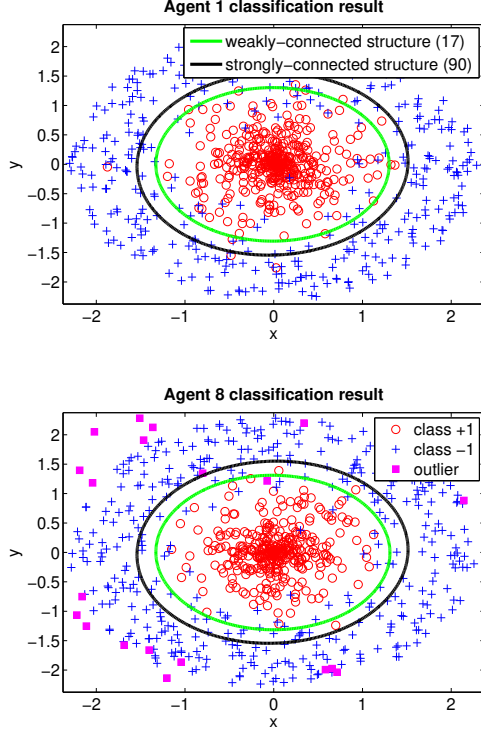 Agent 1 classification result
weakly−connected structure (17)
strongly−connected structure (90)
2
1.5
1
0.5
0
−0.5
−1
−1.5
−2
y
−2
−1
0
1
2
x
Agent 8 classification result
class +1
class −1
outlier
2
1.5
1
0.5
0
−0.5
−1
−1.5
−2
y
−2
−1
0
1
2
x